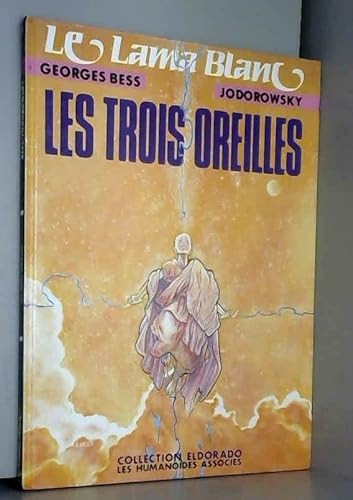 Le Lama Blanc
GEORGES BESS
JODOROWSKY
LES TROIS OREILLES
COLLECTION ELDORADO
LES HUMANOÏDES ASSOCIÉS